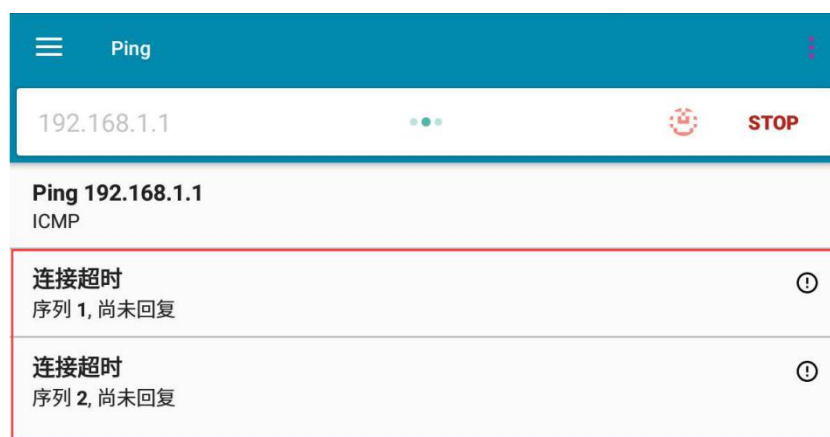 Ping
192.168.1.1
STOP
Ping 192.168.1.1
ICMP
连接超时
序列 1, 尚未回复
连接超时
序列 2, 尚未回复